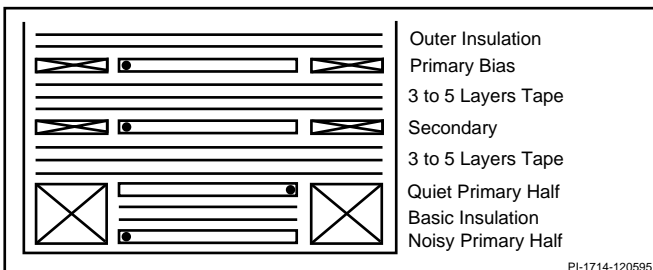 Outer Insulation
Primary Bias
3 to 5 Layers Tape
Secondary
3 to 5 Layers Tape
Quiet Primary Half
Basic Insulation
Noisy Primary Half
PI-1714-120595